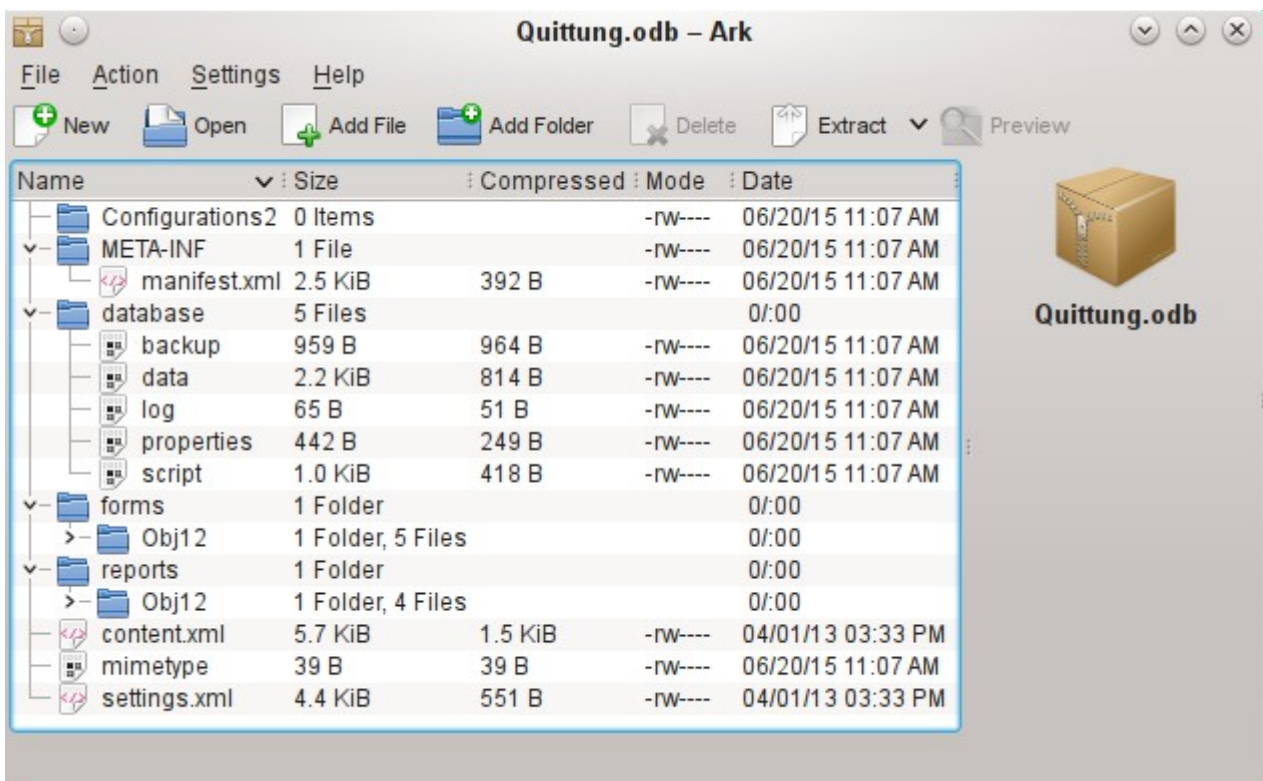 Quittung.odb – Ark
File Action Settings Help
New Open Add File Add Folder Delete Extract Preview
Name Size Compressed Mode Date
Configurations2 0 Items -rw---- 06/20/15 11:07 AM
META-INF 1 File -rw---- 06/20/15 11:07 AM
manifest.xml 2.5 KiB 392 B -rw---- 06/20/15 11:07 AM
database 5 Files 0/:00
backup 959 B 964 B -rw---- 06/20/15 11:07 AM
data 2.2 KiB 814 B -rw---- 06/20/15 11:07 AM
log 65 B 51 B -rw---- 06/20/15 11:07 AM
properties 442 B 249 B -rw---- 06/20/15 11:07 AM
script 1.0 KiB 418 B -rw---- 06/20/15 11:07 AM
forms 1 Folder 0/:00
Obj12 1 Folder, 5 Files 0/:00
reports 1 Folder 0/:00
Obj12 1 Folder, 4 Files 0/:00
content.xml 5.7 KiB 1.5 KiB -rw---- 04/01/13 03:33 PM
mimetype 39 B 39 B -rw---- 06/20/15 11:07 AM
settings.xml 4.4 KiB 551 B -rw---- 04/01/13 03:33 PM
Quittung.odb